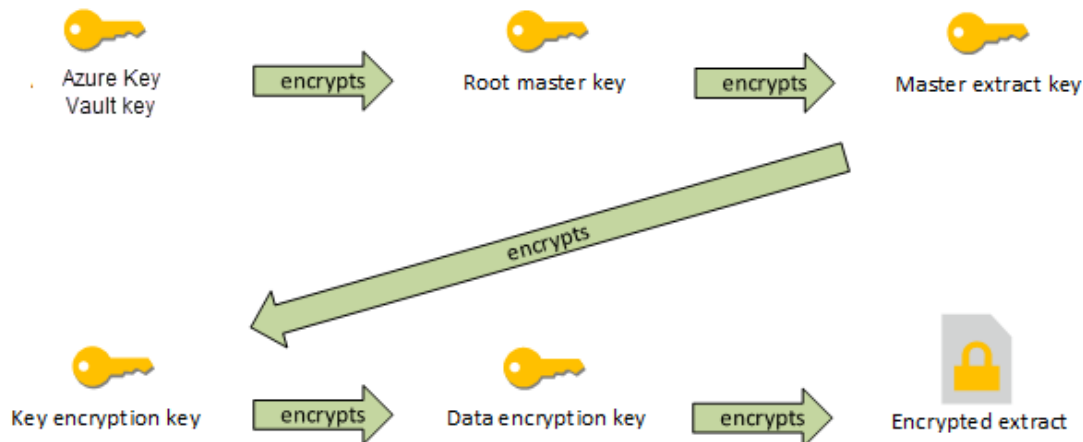 Azure Key
Vault key
encrypts
Root master key
encrypts
Master extract key
encrypts
Key encryption key
encrypts
Data encryption key
encrypts
Encrypted extract